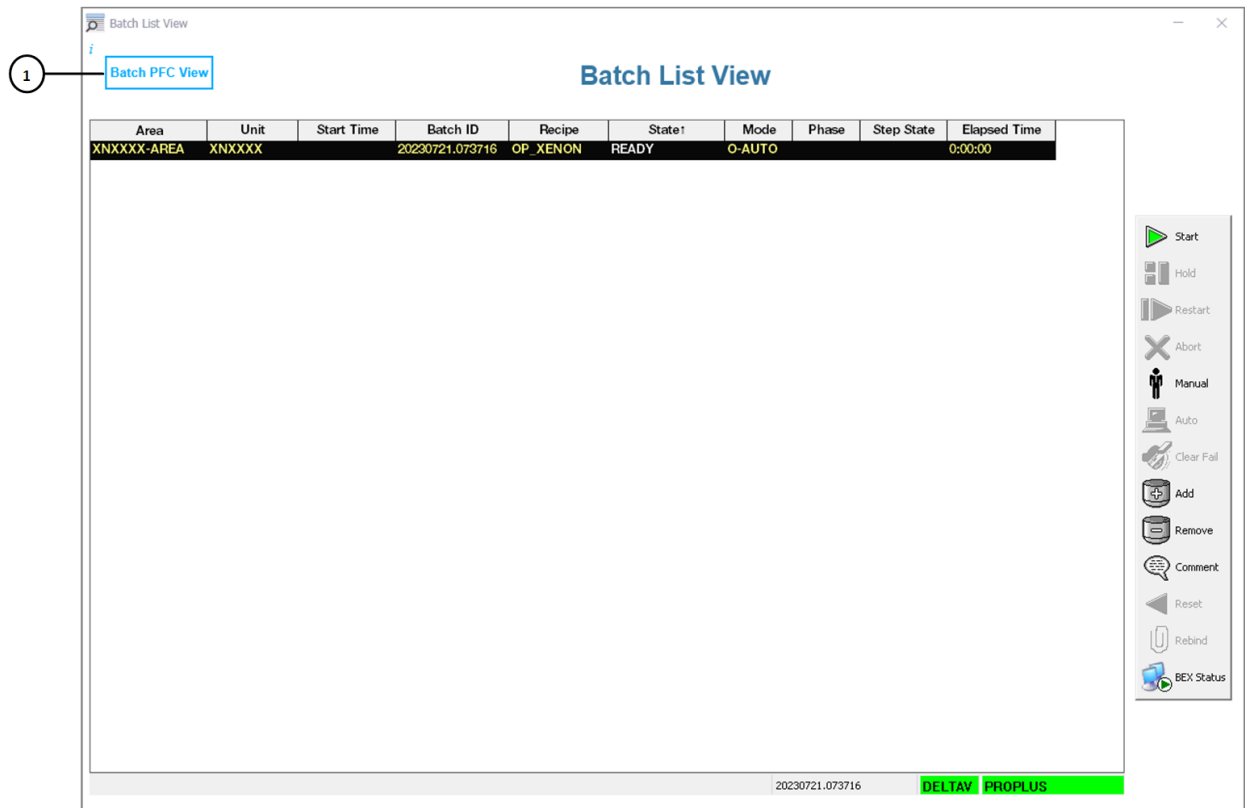 Batch List View
i
1
Batch PFC View
Batch List View
Area Unit Start Time Batch ID Recipe State↑ Mode Phase Step State Elapsed Time
XNXXXX-AREA XNXXXX 20230721.073716 OP_XENON READY O-AUTO 0:00:00
Start
Hold
Restart
Abort
Manual
Auto
Clear Fail
Add
Remove
Comment
Reset
Rebind
BEX Status
20230721.073716 DELTAV PROPLUS